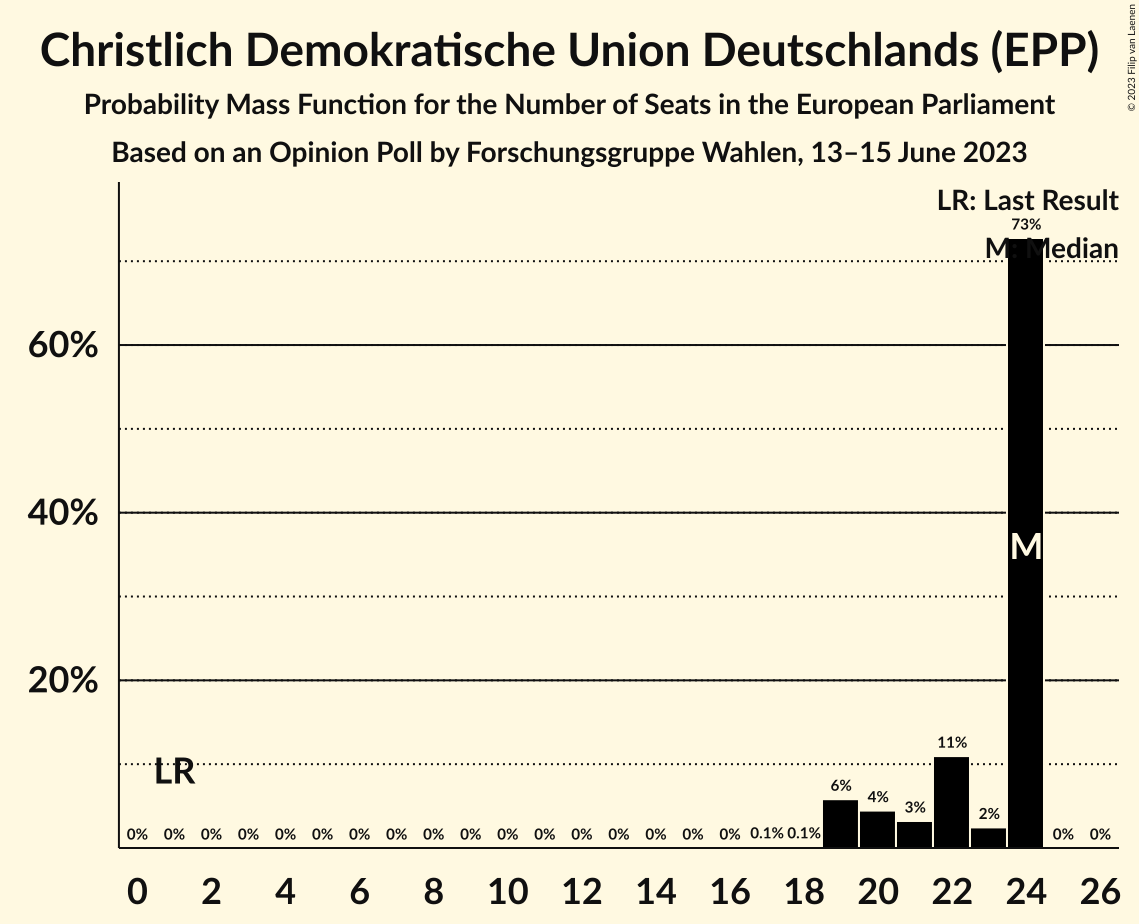 Christlich Demokratische Union Deutschlands (EPP)
Probability Mass Function for the Number of Seats in the European Parliament
Based on an Opinion Poll by Forschungsgruppe Wahlen, 13–15 June 2023
© 2023 Filip van Laenen
LR: Last Result
73%
M: Median
60%
40%
M
20%
11%
LR
6% 4% 3% 2%
0% 0% 0% 0% 0% 0% 0% 0% 0% 0% 0% 0% 0% 0% 0% 0% 0% 0.1% 0.1% 0% 0%
0 2 4 6 8 10 12 14 16 18 20 22 24 26